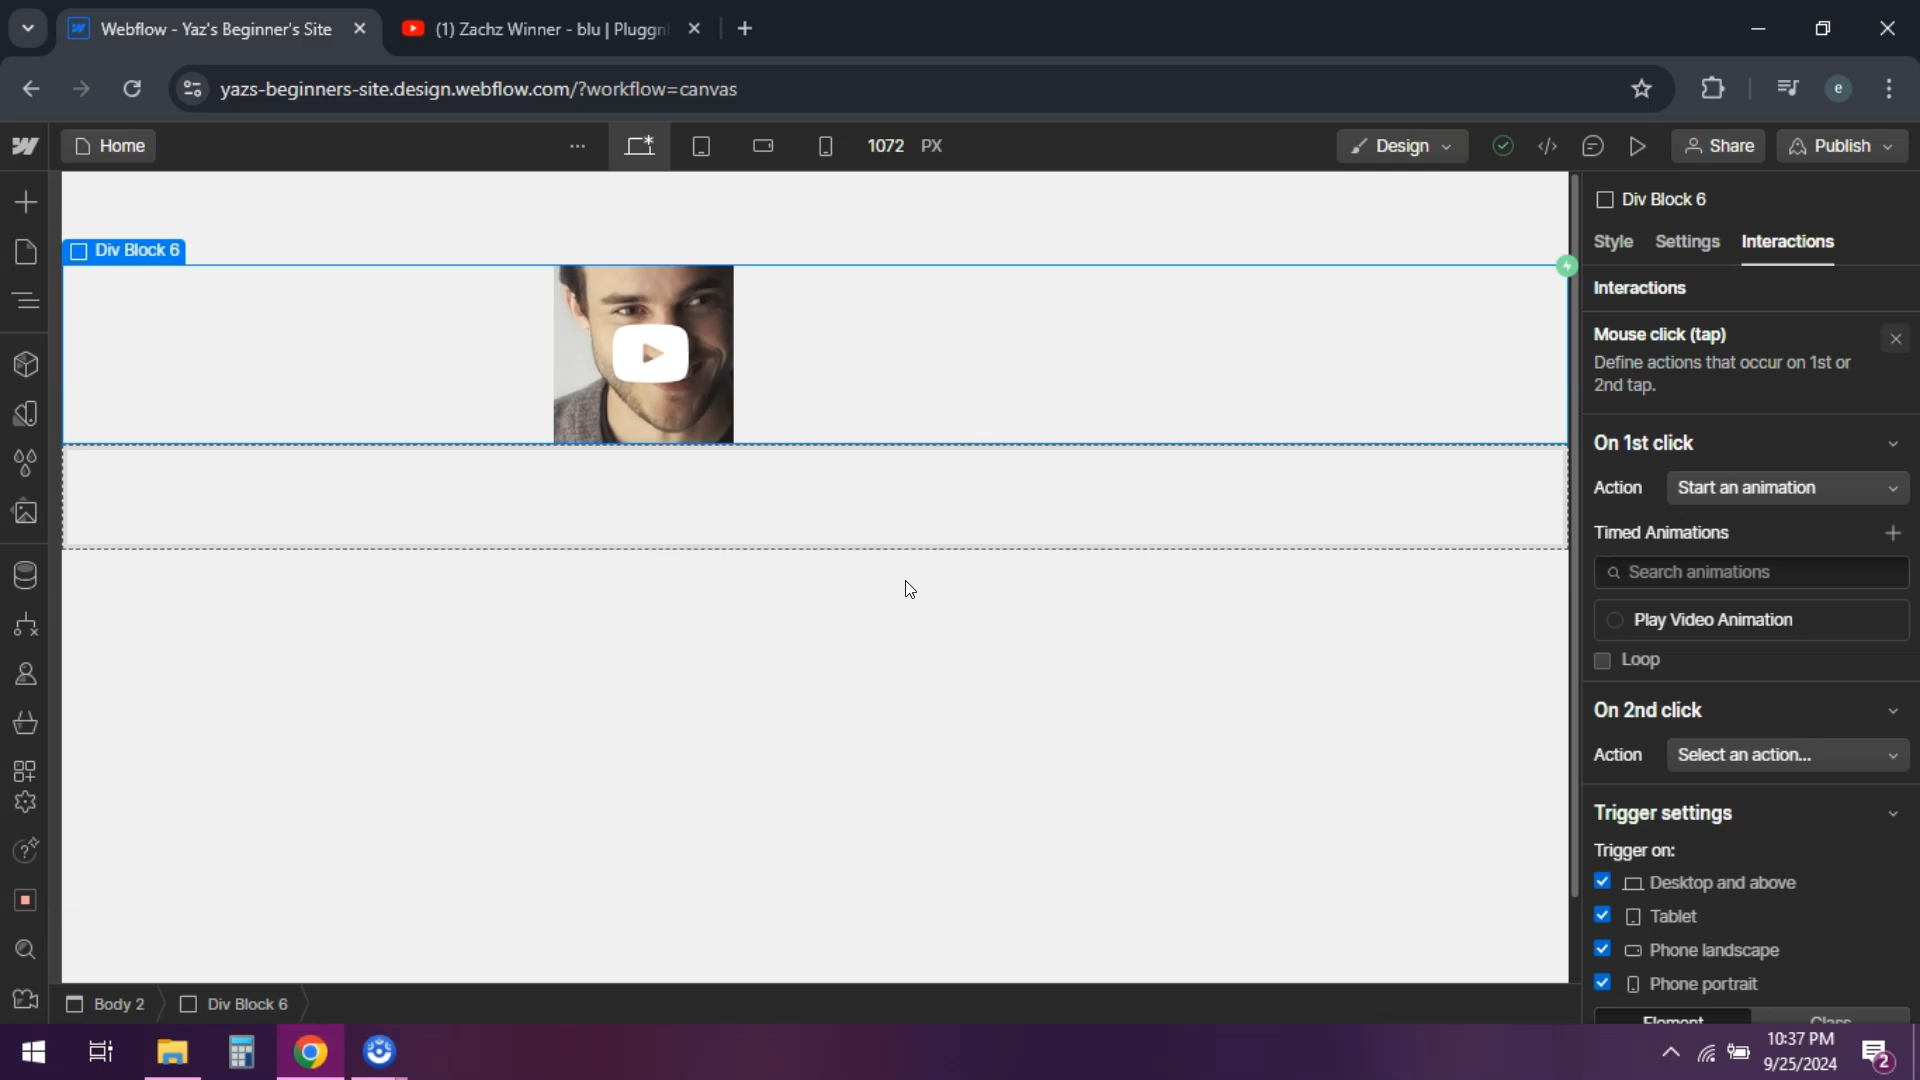 Webflow - Yaz's Beginner's Site
(1) Zachz Winner - blu | Pluggn
yazs-beginners-site.design.webflow.com/?workflow=canvas
e
Home
1072 PX
Design
Share
Publish
Div Block 6
Div Block 6
Style Settings Interactions
Interactions
Mouse click (tap)
Define actions that occur on 1st or
2nd tap.
On 1st click
Action Start an animation
Timed Animations
Search animations
Play Video Animation
Loop
On 2nd click
Action Select an action...
Trigger settings
Trigger on:
Desktop and above
Tablet
Phone landscape
Phone portrait
Element Class
Body 2 Div Block 6
10:37 PM
9/25/2024
2